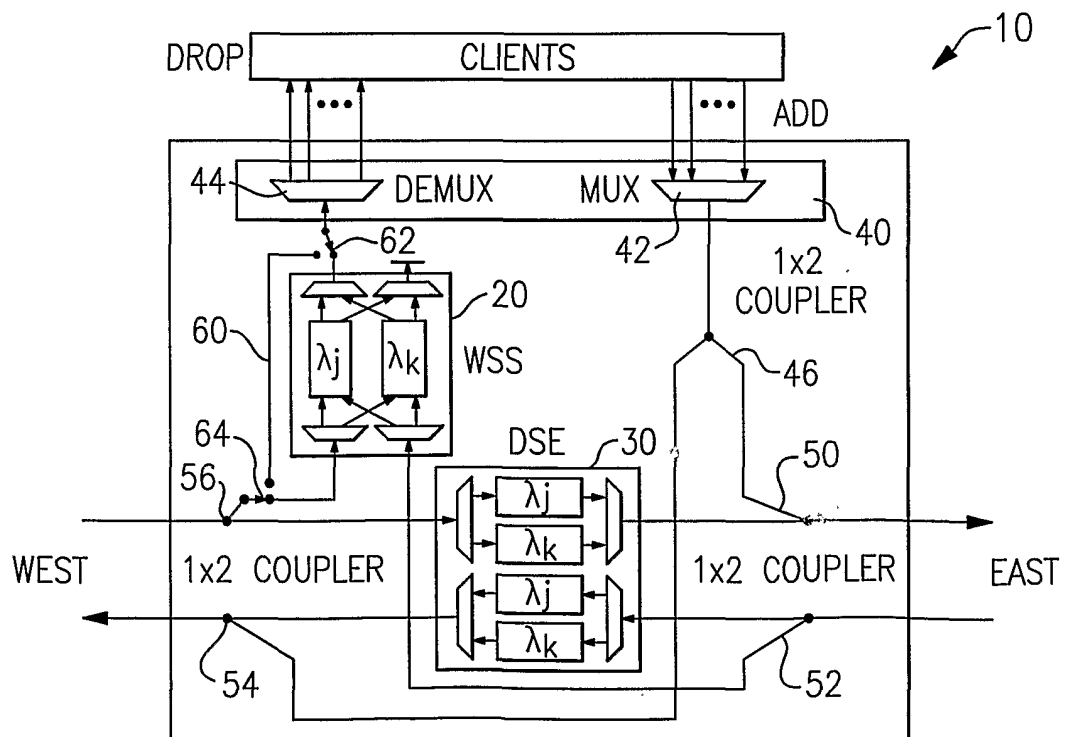 10
DROP
CLIENTS
ADD
44
DEMUX
MUX
42
40
62
1x2
COUPLER
20
60
λj
λk
WSS
46
64
DSE
30
56
50
λj
λk
WEST
1x2 COUPLER
1x2 COUPLER
EAST
λj
λk
54
52